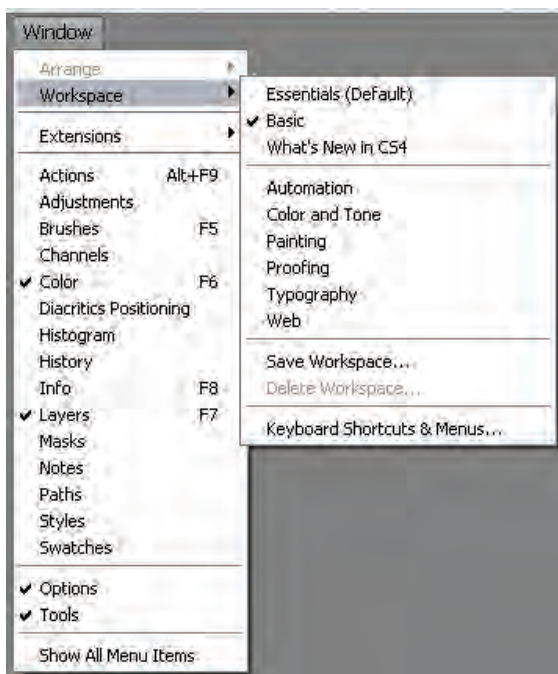 Window
Arrange
Workspace
Extensions
Actions Alt+F9
Adjustments
Brushes F5
Channels
Color F6
Diacritics Positioning
Histogram
History
Info F8
Layers F7
Masks
Notes
Paths
Styles
Swatches
Options
Tools
Show All Menu Items
Essentials (Default)
Basic
What's New in CS4
Automation
Color and Tone
Painting
Proofing
Typography
Web
Save Workspace...
Delete Workspace...
Keyboard Shortcuts & Menus...